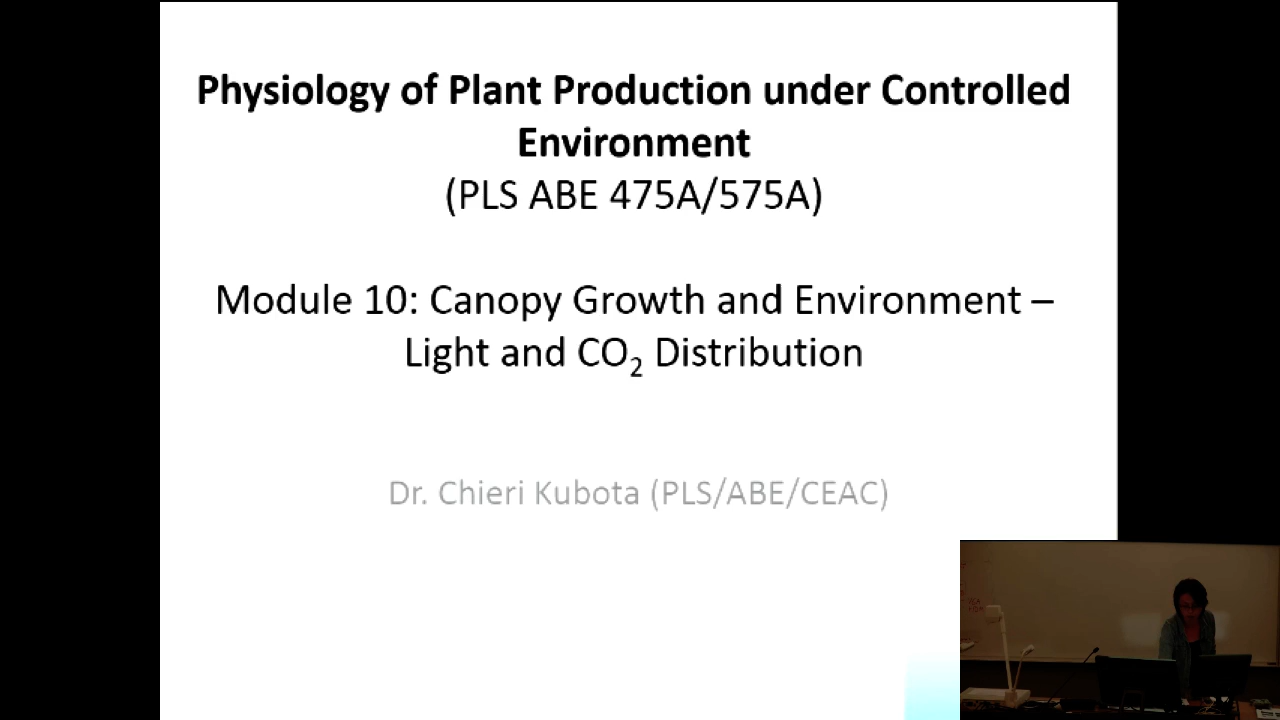 Physiology of Plant Production under Controlled
Environment
(PLS ABE 475A/575A)
Module 10: Canopy Growth and Environment –
Light and CO₂ Distribution
Dr. Chieri Kubota (PLS/ABE/CEAC)